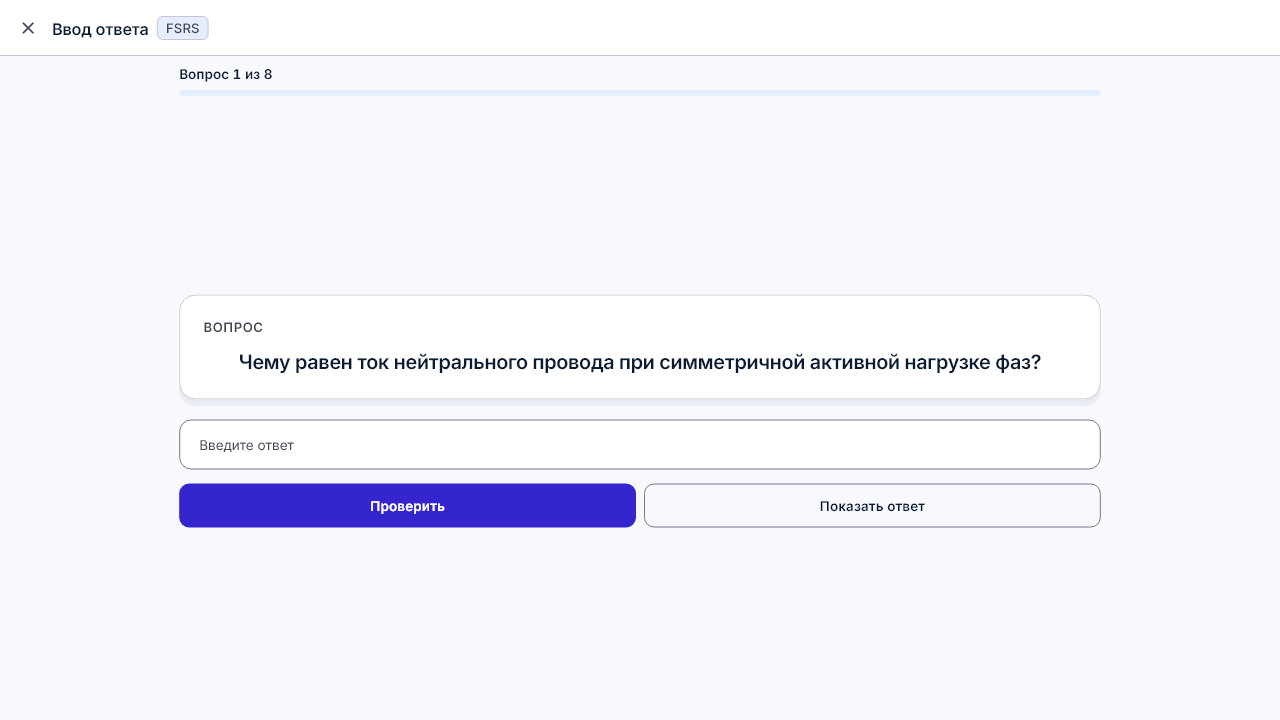 Ввод ответа FSRS
Вопрос 1 из 8
ВОПРОС
Чему равен ток нейтрального провода при симметричной активной нагрузке фаз?
Введите ответ
Проверить Показать ответ